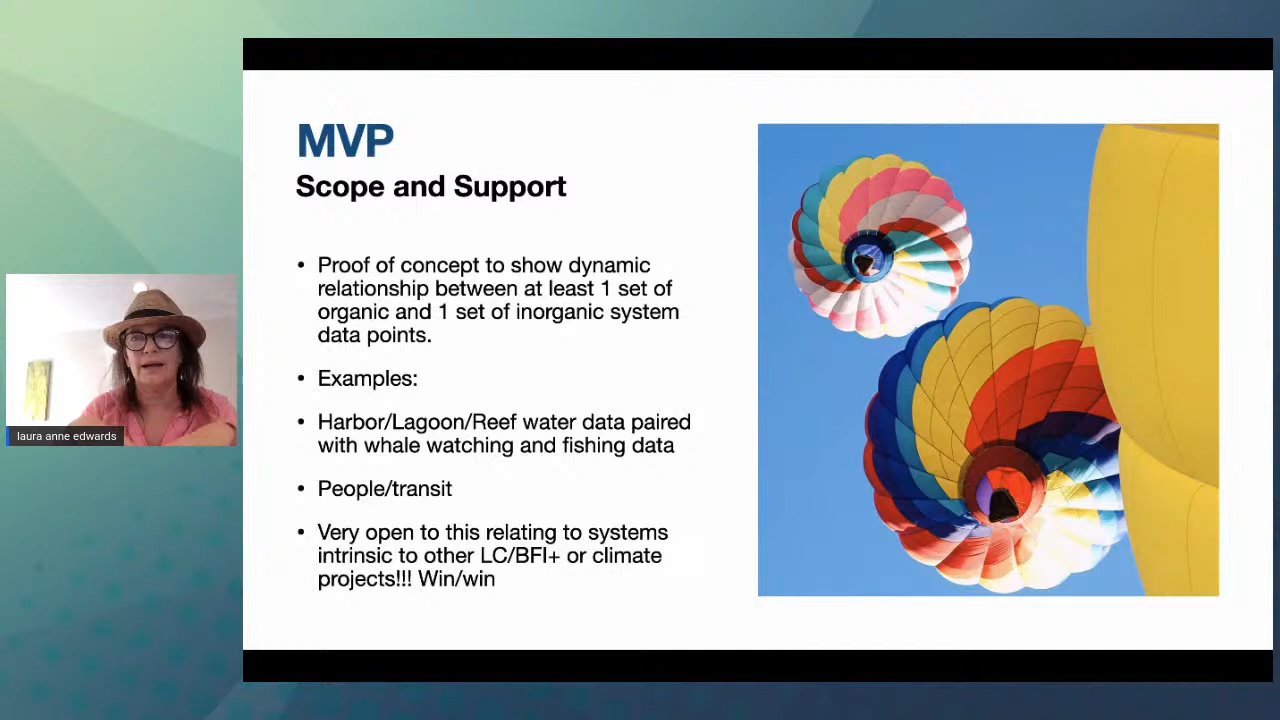 MVP
Scope and Support
• Proof of concept to show dynamic
relationship between at least 1 set of
organic and 1 set of inorganic system
data points.
• Examples:
• Harbor/Lagoon/Reef water data paired
with whale watching and fishing data
• People/transit
• Very open to this relating to systems
intrinsic to other LC/BFI+ or climate
projects!!! Win/win
laura anne edwards